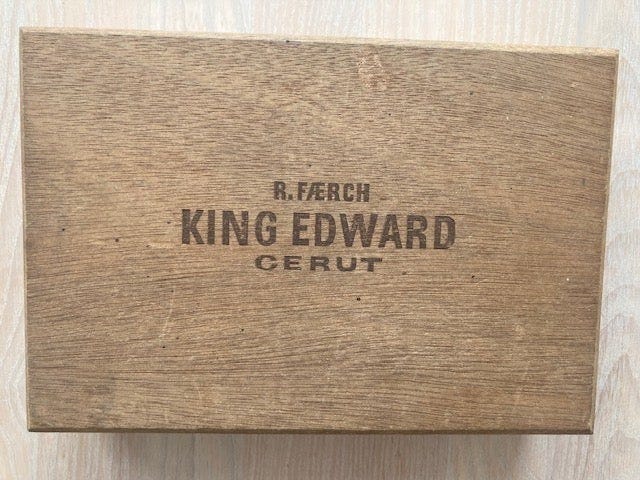 R. FÆRCH
KING EDWARD
CERUT